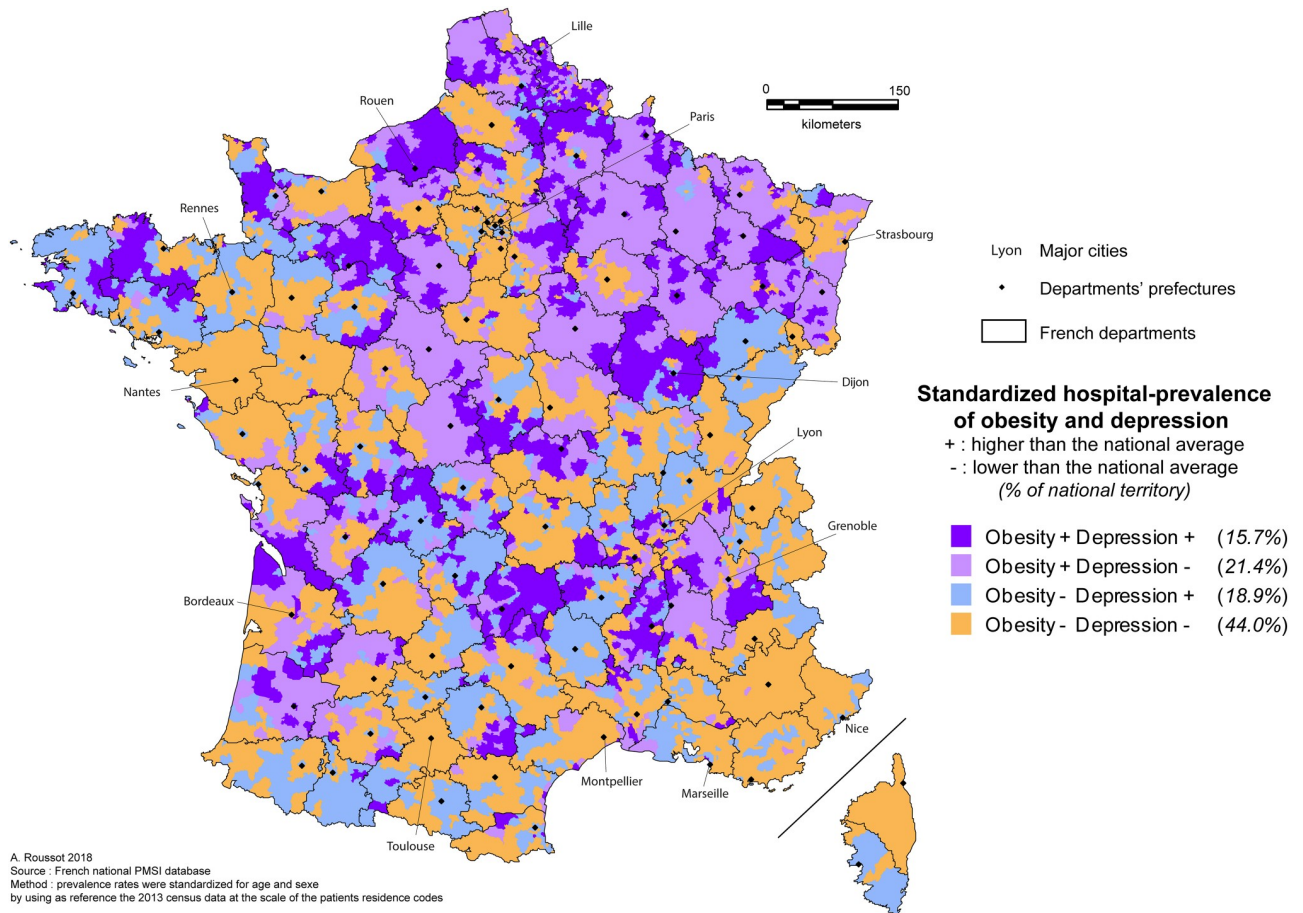 Lille
0 150
kilometers
Rouen
Paris
Rennes
Strasbourg
Lyon Major cities
Departments' prefectures
French departments
Nantes
Dijon
Standardized hospital-prevalence
of obesity and depression
+ : higher than the national average
- : lower than the national average
(% of national territory)
Lyon
Grenoble
Obesity + Depression + (15.7%)
Obesity + Depression - (21.4%)
Obesity - Depression + (18.9%)
Obesity - Depression - (44.0%)
Bordeaux
Nice
Montpellier
Marseille
Toulouse
A. Roussot 2018
Source : French national PMSI database
Method : prevalence rates were standardized for age and sexe
by using as reference the 2013 census data at the scale of the patients residence codes